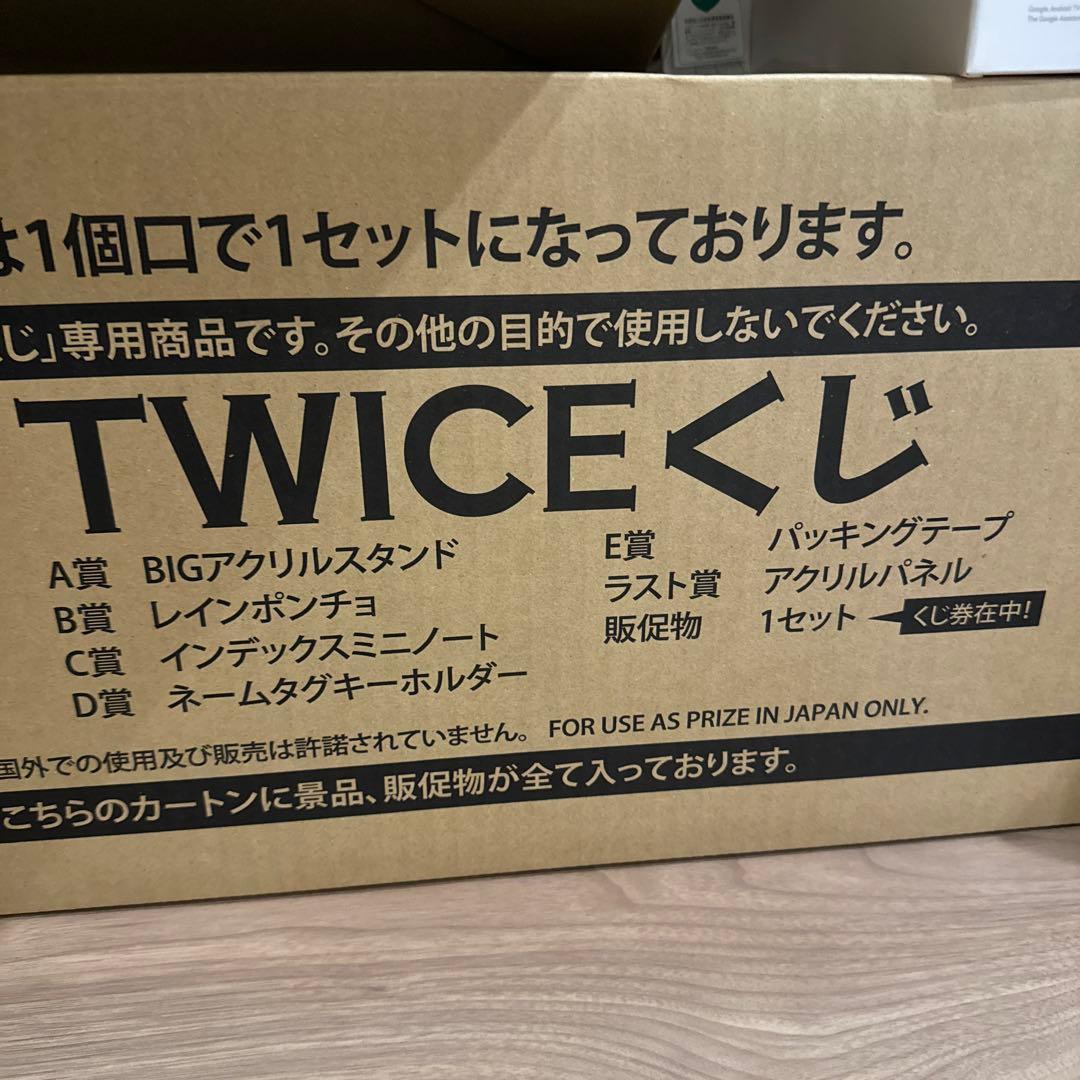 Google, Android TV
The Google Assistant
は1個口で1セットになっております。
くじ」専用商品です。その他の目的で使用しないでください。
TWICEくじ
A賞 BIGアクリルスタンド
B賞 レインポンチョ
C賞 インデックスミニノート
D賞 ネームタグキーホルダー
E賞 パッキングテープ
ラスト賞 アクリルパネル
販促物 1セット くじ券在中!
国外での使用及び販売は許諾されていません。 FOR USE AS PRIZE IN JAPAN ONLY.
こちらのカートンに景品、販促物が全て入っております。